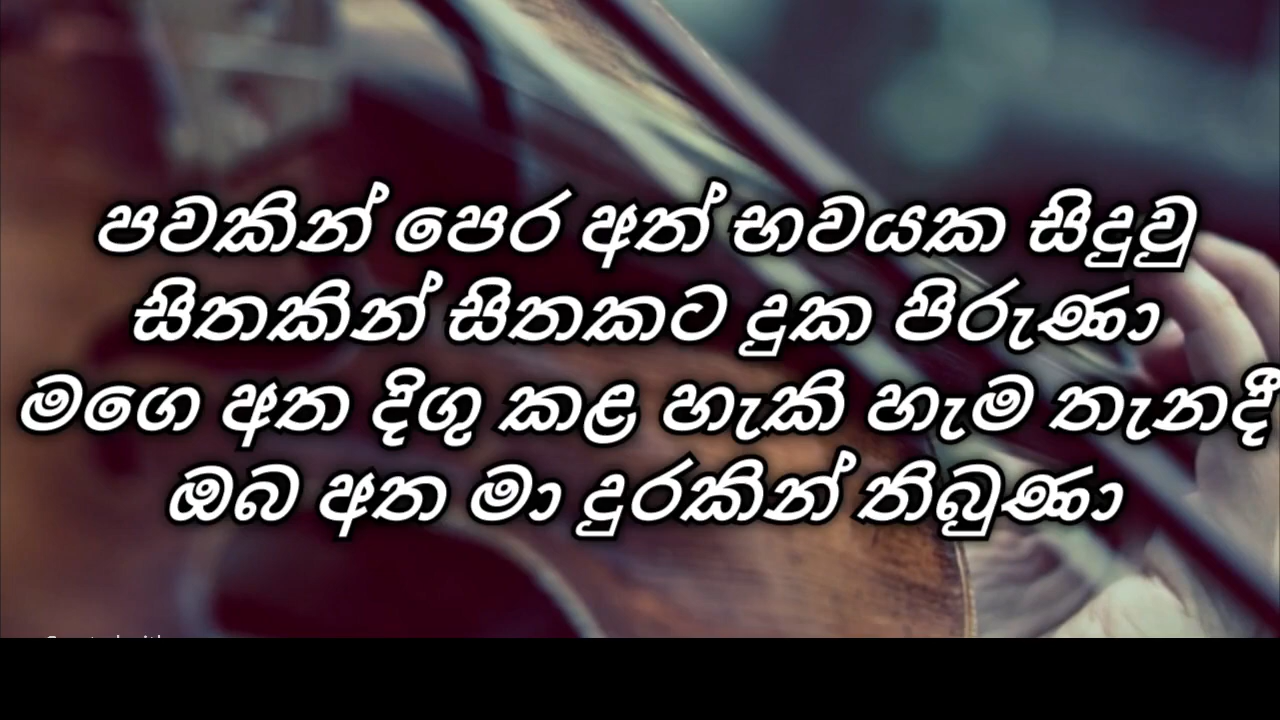 පවකින් පෙර අත් භවයක සිදුවු
සිතකින් සිතකට දුක පිරුණා
මගෙ අත දිගු කළ හැකි හැම තැනදී
ඔබ අත මා දුරකින් තිබුණා